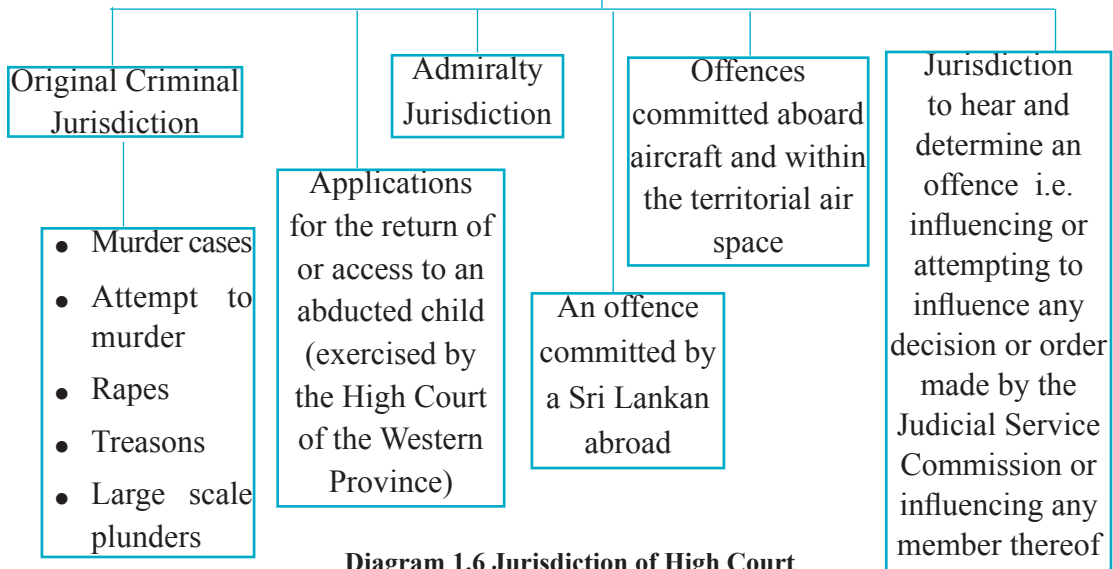 Original Criminal
Jurisdiction
● Murder cases
● Attempt to
murder
● Rapes
● Treasons
● Large scale
plunders
Applications
for the return of
or access to an
abducted child
(exercised by
the High Court
of the Western
Province)
Admiralty
Jurisdiction
An offence
committed by
a Sri Lankan
abroad
Offences
committed aboard
aircraft and within
the territorial air
space
Jurisdiction
to hear and
determine an
offence i.e.
influencing or
attempting to
influence any
decision or order
made by the
Judicial Service
Commission or
influencing any
member thereof
Diagram 1.6 Jurisdiction of High Court